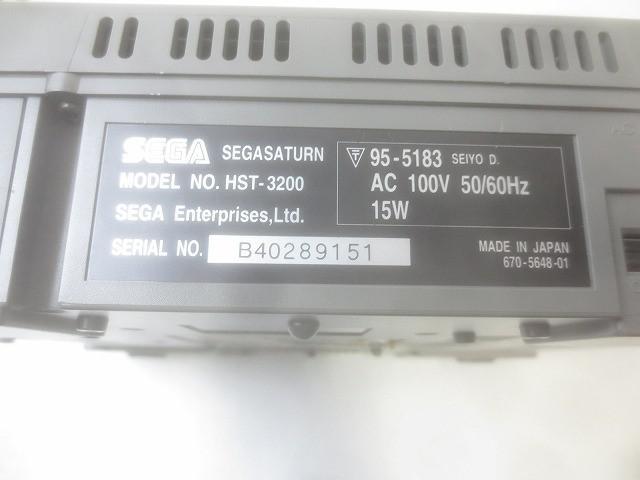 SEGA SEGASATURN
MODEL NO. HST-3200
SEGA Enterprises,Ltd.
SERIAL NO. B40289151
〒 95-5183 SEIYO D.
AC 100V 50/60Hz
15W
MADE IN JAPAN
670-5648-01